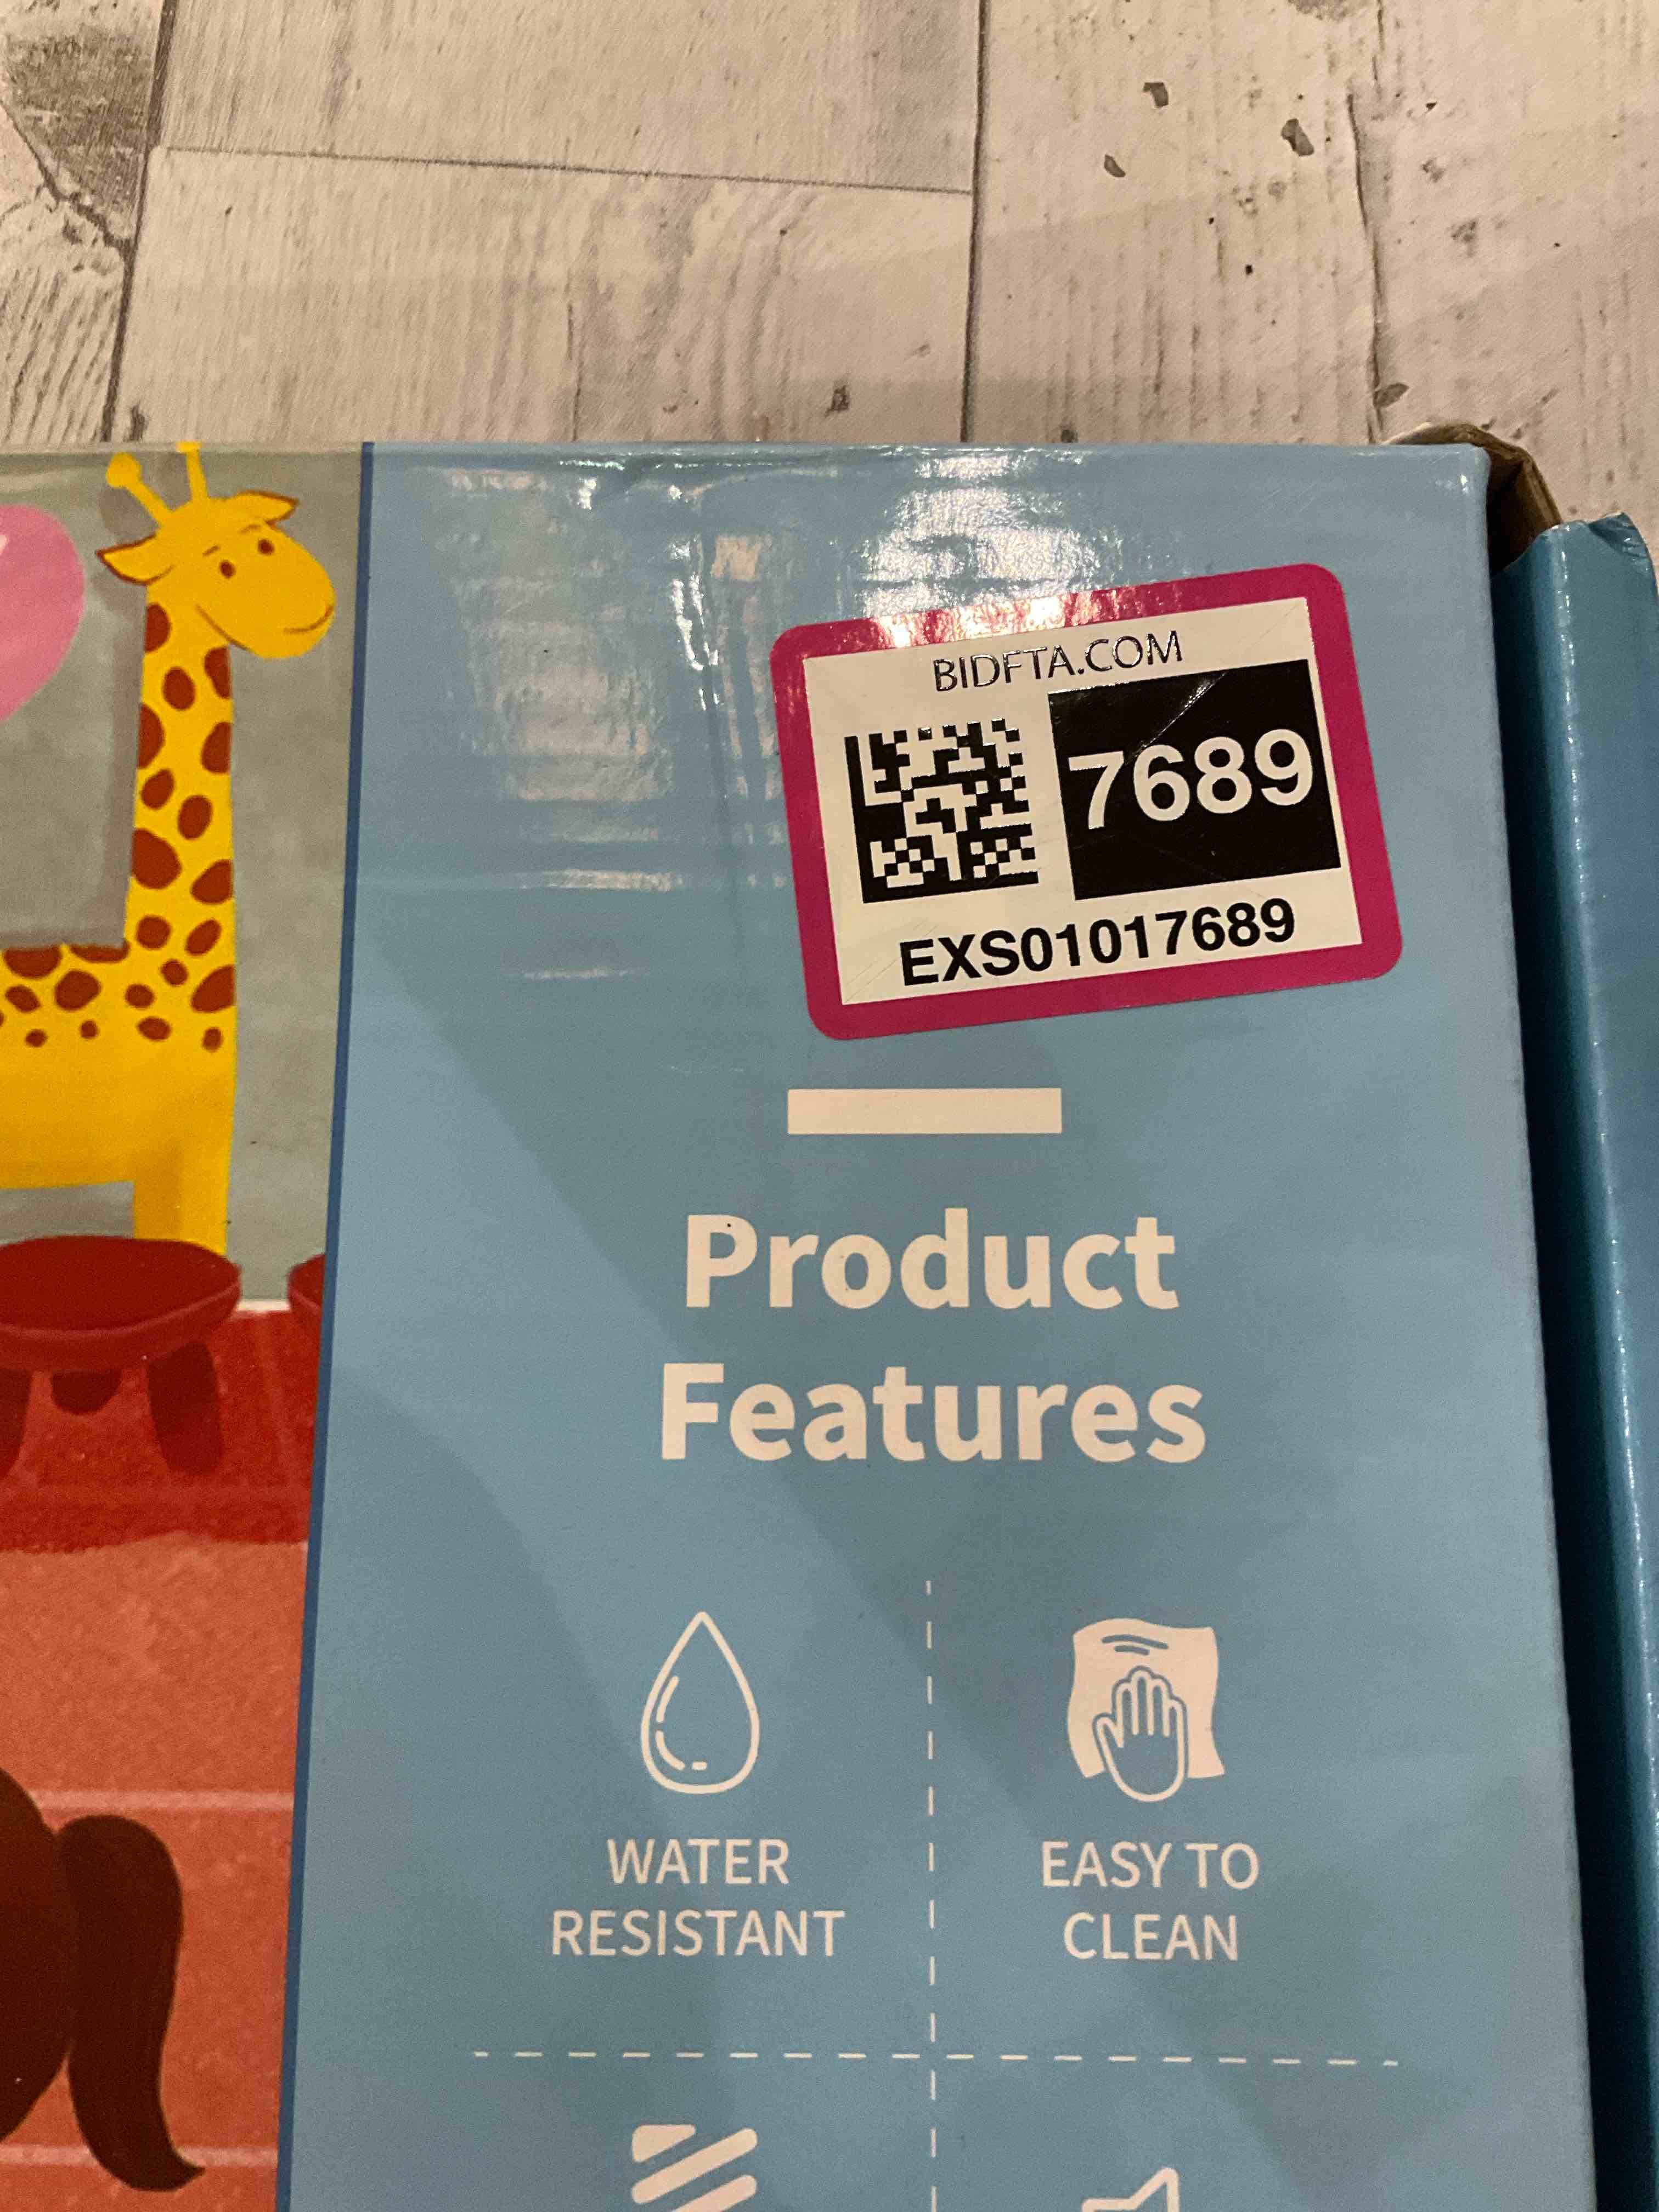 BIDFTA.COM
7689
EXS01017689
Product
Features
WATER
RESISTANT
EASY TO
CLEAN